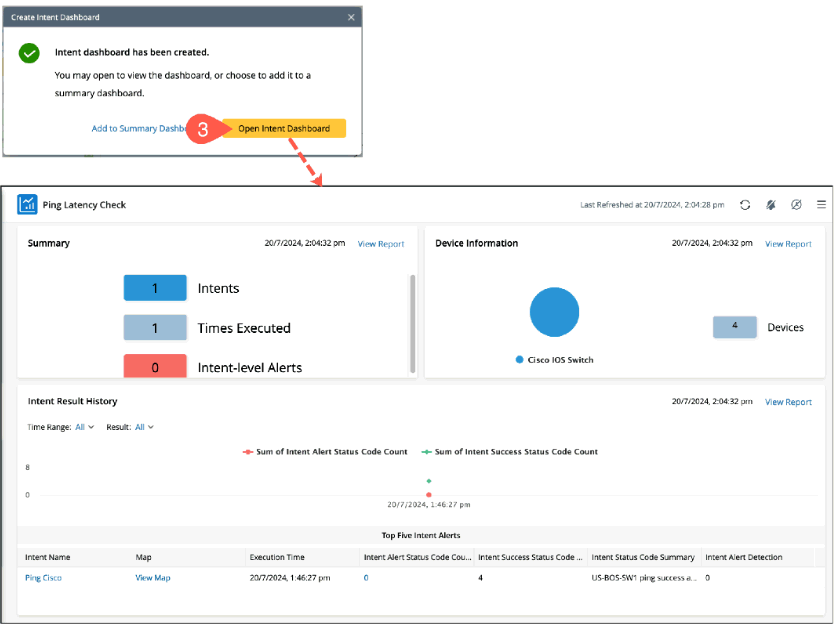 Create Intent Dashboard
Intent dashboard has been created.
You may open to view the dashboard, or choose to add it to a
summary dashboard.
Add to Summary Dashb
3
Open Intent Dashboard
Ping Latency Check
Last Refreshed at 20/7/2024, 2:04:28 pm
Summary
20/7/2024, 2:04:32 pm
View Report
1
Intents
1
Times Executed
0
Intent-level Alerts
Device Information
20/7/2024, 2:04:32 pm
View Report
Cisco IOS Switch
4
Devices
Intent Result History
20/7/2024, 2:04:32 pm
View Report
Time Range: All
Result: All
Sum of Intent Alert Status Code Count
Sum of Intent Success Status Code Count
8
0
20/7/2024, 1:46:27 pm
Top Five Intent Alerts
Intent Name Map Execution Time Intent Alert Status Code Cou... Intent Success Status Code ... Intent Status Code Summary Intent Alert Detection
Ping Cisco View Map 20/7/2024, 1:46:27 pm 0 4 US-BOS-SW1 ping success a... 0